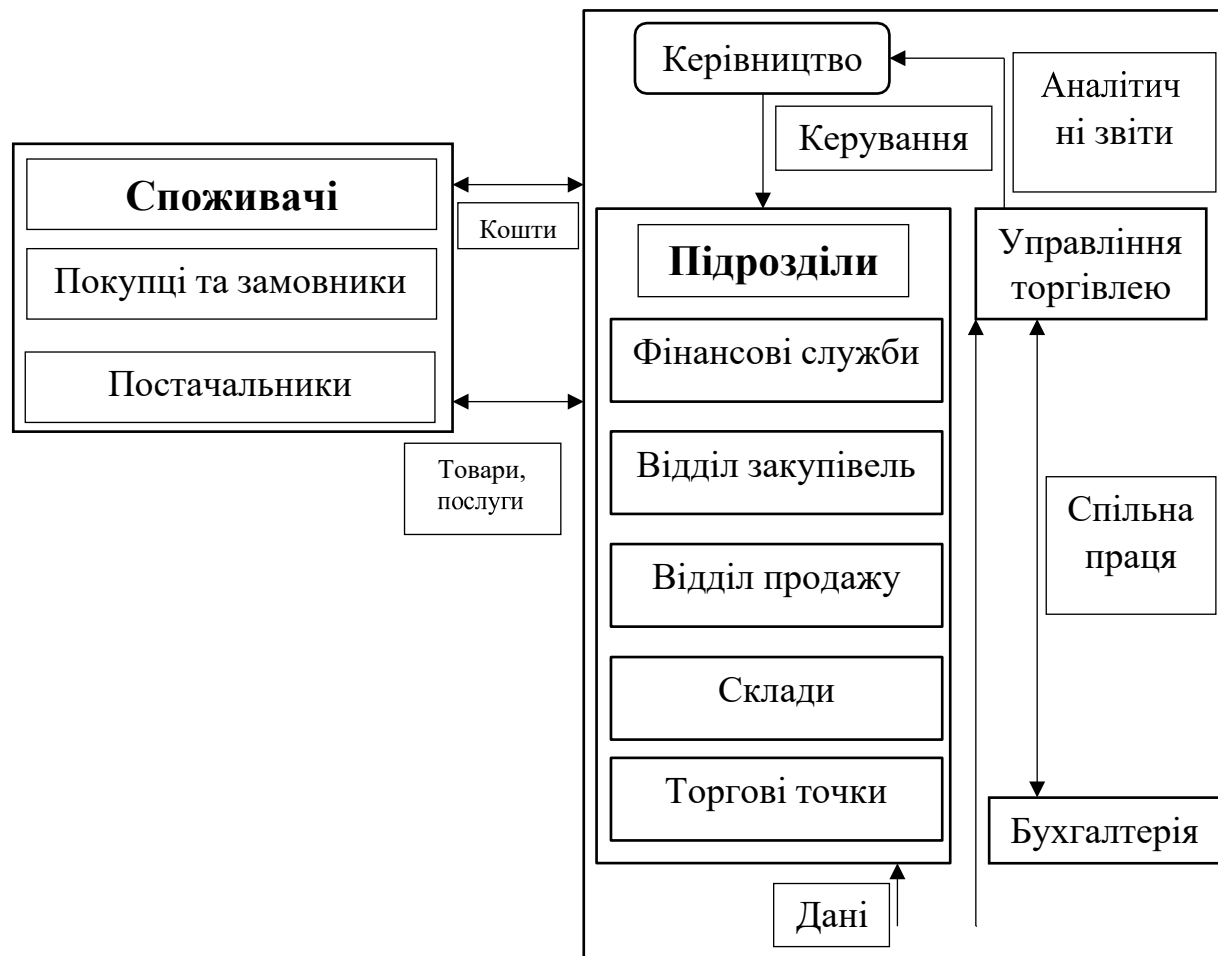 Керівництво
Аналітич
ні звіти
Керування
Споживачі
Кошти
Покупці та замовники
Постачальники
Товари,
послуги
Підрозділи
Управління
торгівлею
Фінансові служби
Відділ закупівель
Відділ продажу
Спільна
праця
Склади
Торгові точки
Бухгалтерія
Дані